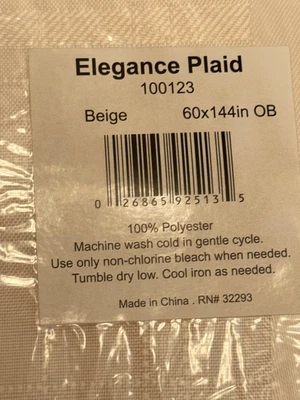 Elegance Plaid
100123
Beige 60x144in OB
0 26865 92513 5
100% Polyester
Machine wash cold in gentle cycle.
Use only non-chlorine bleach when needed.
Tumble dry low. Cool iron as needed.
Made in China . RN# 32293